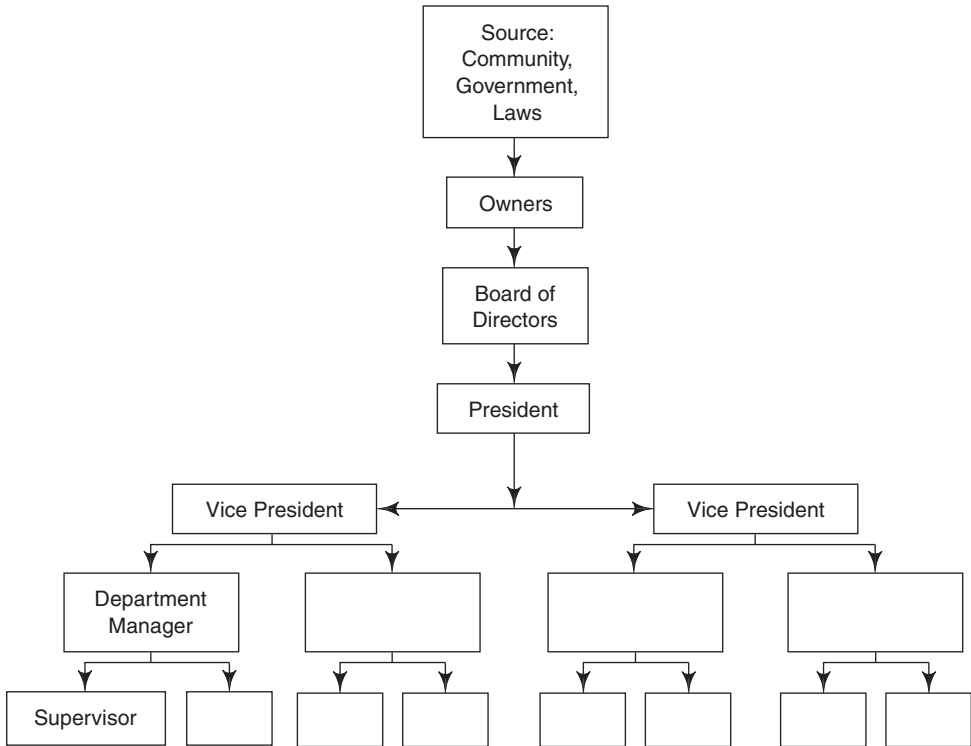 Source:
Community,
Government,
Laws
Owners
Board of
Directors
President
Vice President
Vice President
Department
Manager
Supervisor